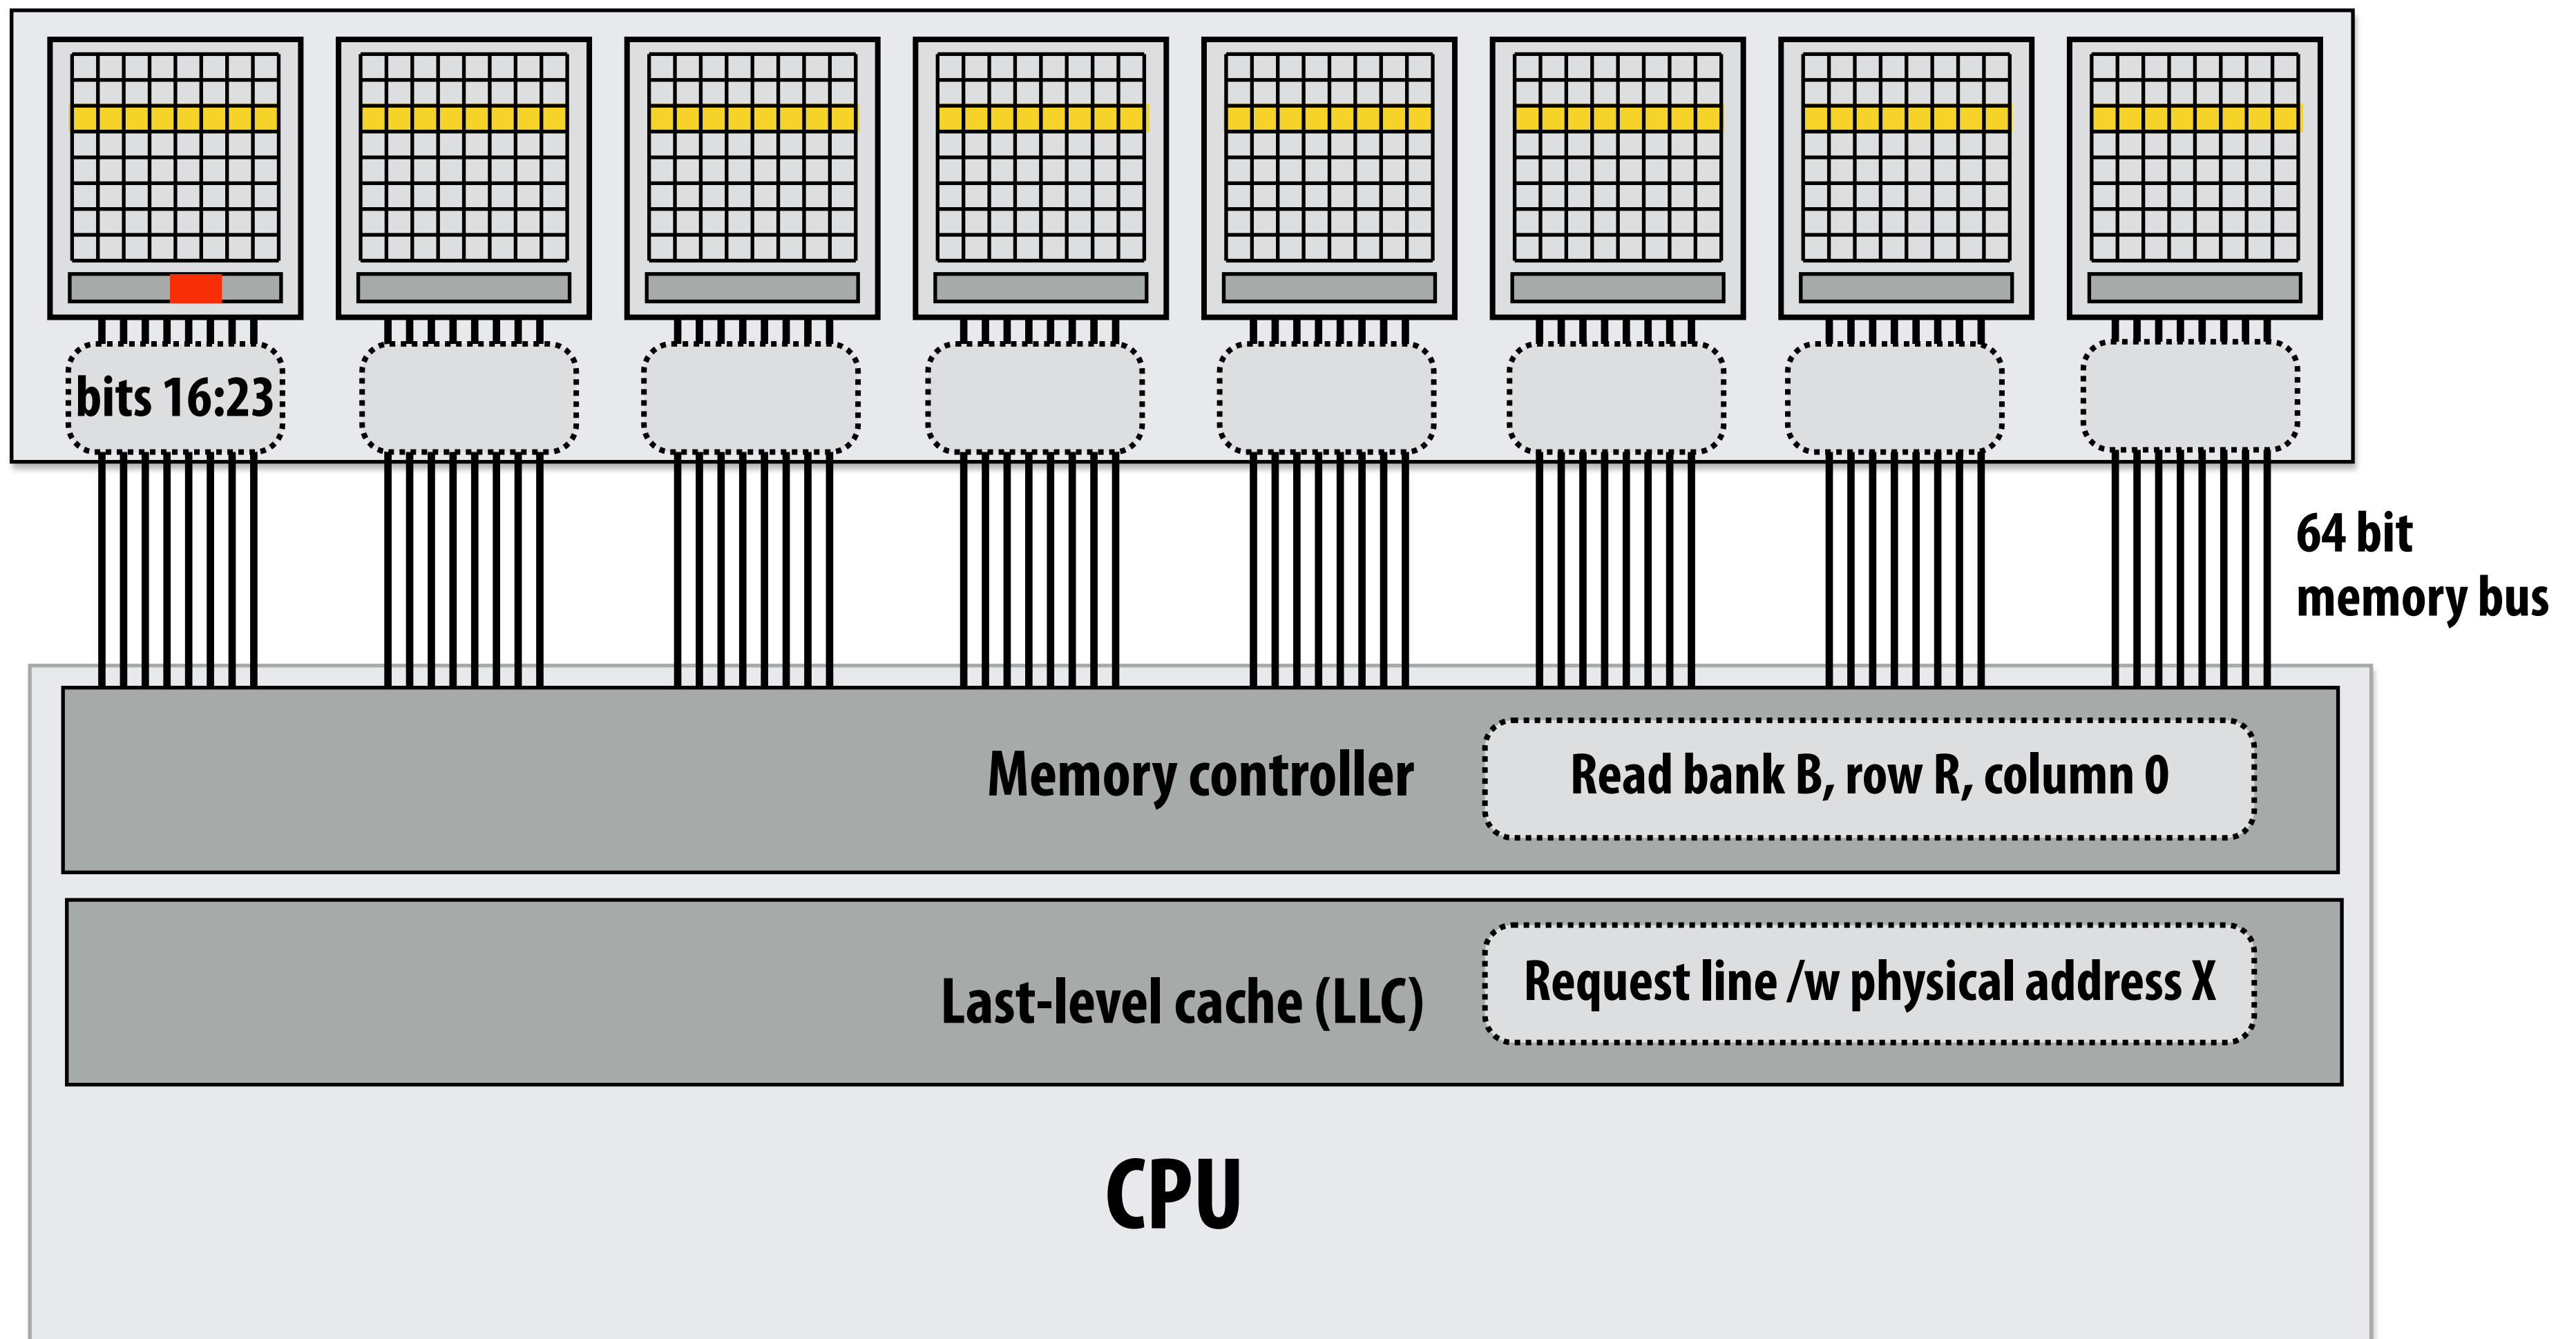 bits 16:23
64 bit
memory bus
Memory controller
Read bank B, row R, column 0
Last-level cache (LLC)
Request line /w physical address X
CPU